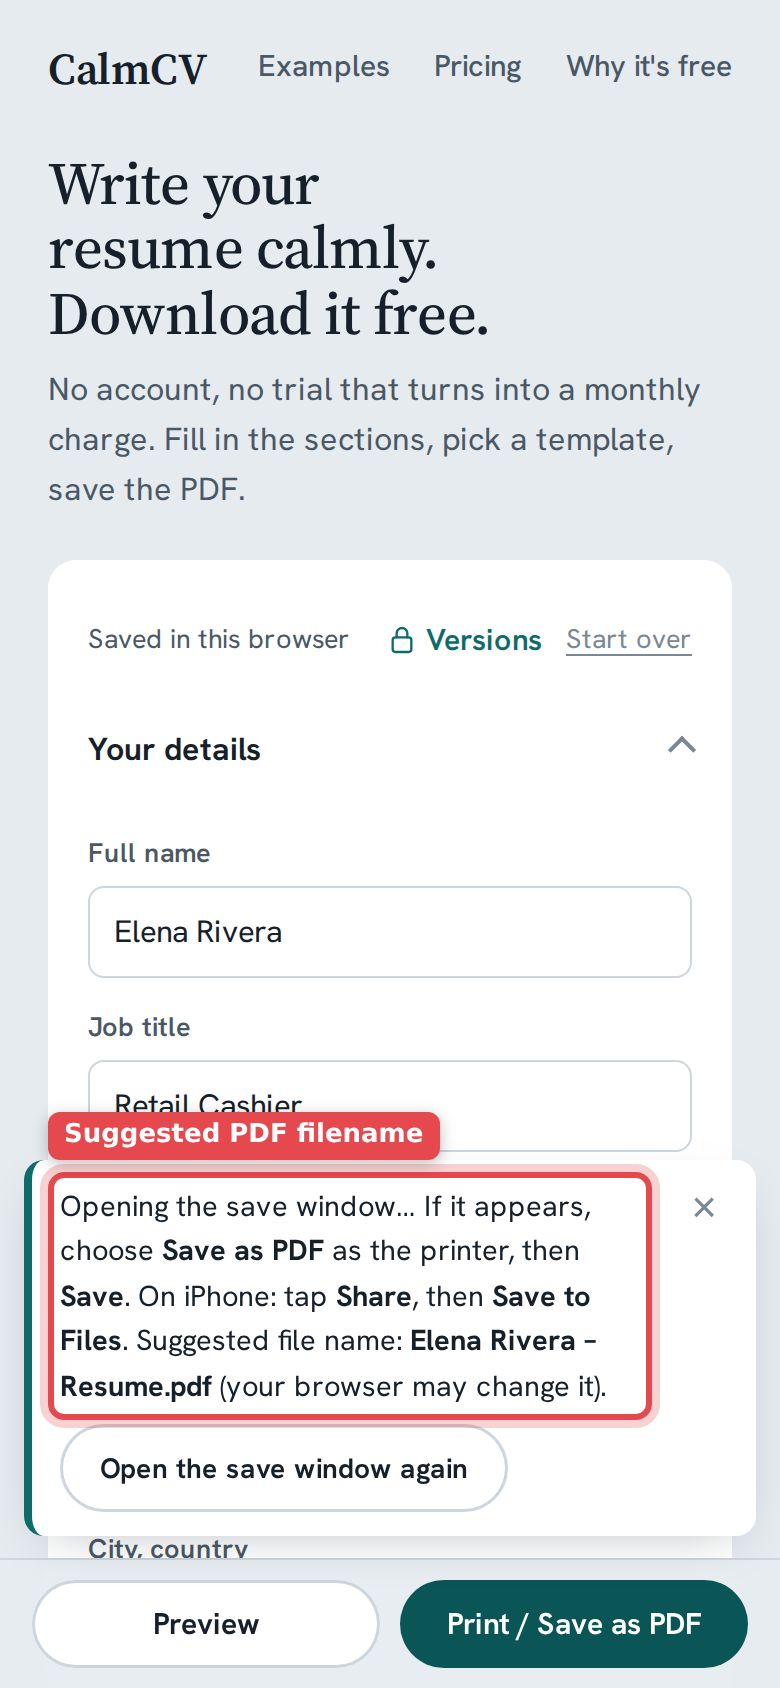 CalmCV Examples Pricing Why it's free
Write your
resume calmly.
Download it free.
No account, no trial that turns into a monthly
charge. Fill in the sections, pick a template,
save the PDF.
Saved in this browser Versions Start over
Your details
Full name
Elena Rivera
Job title
Retail Cashier
Suggested PDF filename
Opening the save window... If it appears,
choose Save as PDF as the printer, then
Save. On iPhone: tap Share, then Save to
Files. Suggested file name: Elena Rivera –
Resume.pdf (your browser may change it).
Open the save window again
City, country
Preview Print / Save as PDF